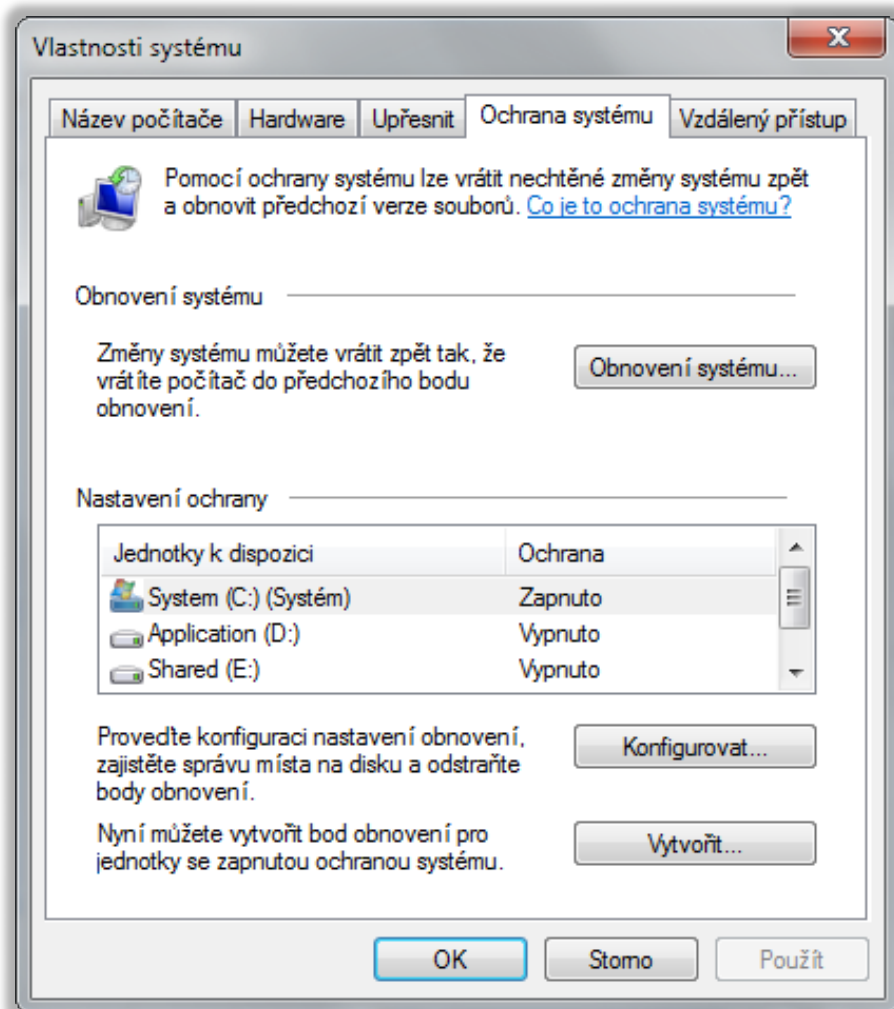 Vlastnosti systému
Název počítače
Hardware
Upřesnit
Ochrana systému
Vzdálený přístup
Pomocí ochrany systému lze vrátit nechtěné změny systému zpět
a obnovit předchozí verze souborů. Co je to ochrana systému?
Obnovení systému
Změny systému můžete vrátit zpět tak, že
vrátíte počítač do předchozího bodu
obnovení.
Obnovení systému...
Nastavení ochrany
Jednotky k dispozici Ochrana
System (C:) (Systém) Zapnuto
Application (D:) Vypnuto
Shared (E:) Vypnuto
Proveďte konfiguraci nastavení obnovení,
zajistěte správu místa na disku a odstraňte
body obnovení.
Konfigurovat...
Nyní můžete vytvořit bod obnovení pro
jednotky se zapnutou ochranou systému.
Vytvořit...
OK
Storno
Použít